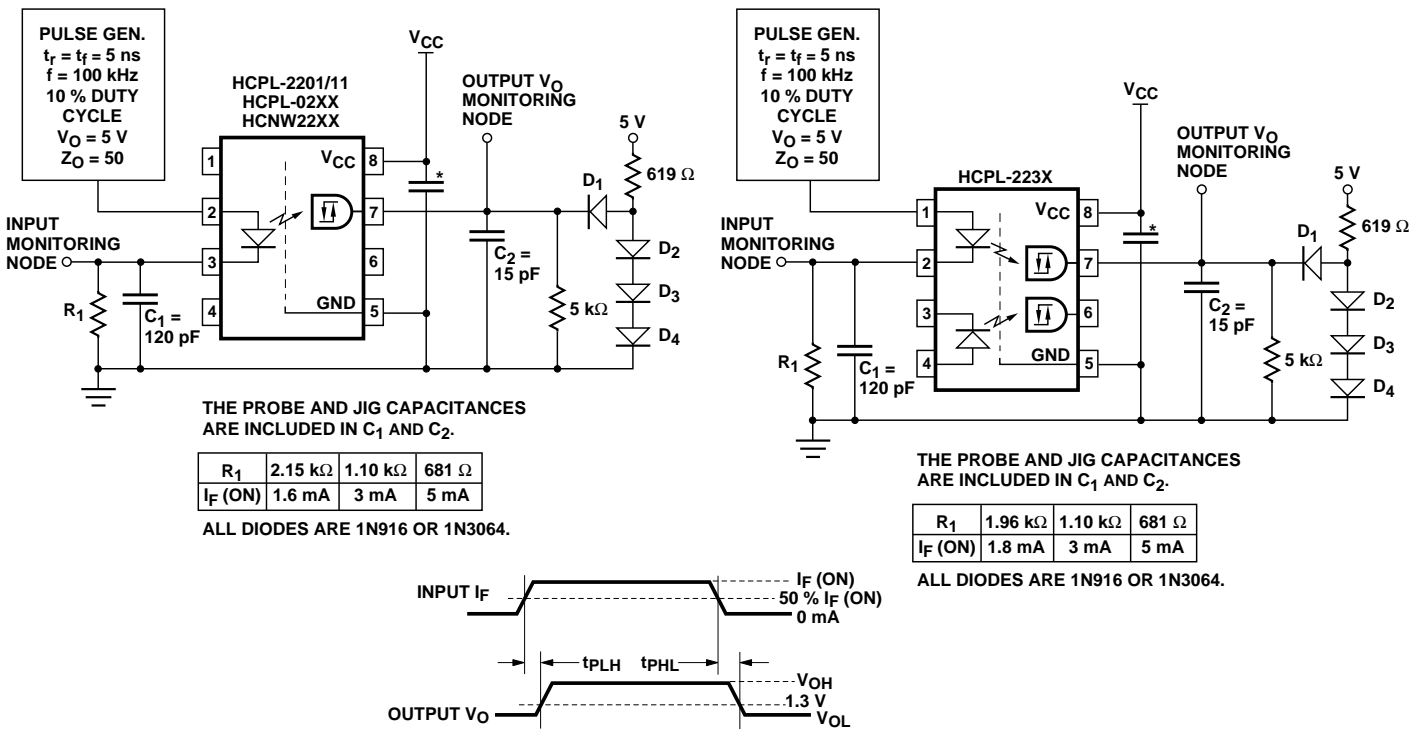 PULSE GEN.
tr = tf = 5 ns
f = 100 kHz
10 % DUTY
CYCLE
VO = 5 V
ZO = 50
HCPL-2201/11
HCPL-02XX
HCNW22XX
VCC
OUTPUT VO
MONITORING
NODE
5 V
619 Ω
D1
1
2
3
4
VCC
GND
8
7
6
5
*
INPUT
MONITORING
NODE
R1
C1 =
120 pF
C2 =
15 pF
5 kΩ
D2
D3
D4
THE PROBE AND JIG CAPACITANCES
ARE INCLUDED IN C1 AND C2.
R1 2.15 kΩ 1.10 kΩ 681 Ω
IF (ON) 1.6 mA 3 mA 5 mA
ALL DIODES ARE 1N916 OR 1N3064.
PULSE GEN.
tr = tf = 5 ns
f = 100 kHz
10 % DUTY
CYCLE
VO = 5 V
ZO = 50
HCPL-223X
VCC
OUTPUT VO
MONITORING
NODE
5 V
619 Ω
D1
1
2
3
4
VCC
GND
8
7
6
5
*
INPUT
MONITORING
NODE
R1
C1 =
120 pF
C2 =
15 pF
5 kΩ
D2
D3
D4
THE PROBE AND JIG CAPACITANCES
ARE INCLUDED IN C1 AND C2.
R1 1.96 kΩ 1.10 kΩ 681 Ω
IF (ON) 1.8 mA 3 mA 5 mA
ALL DIODES ARE 1N916 OR 1N3064.
INPUT IF
IF (ON)
50 % IF (ON)
0 mA
tPLH tPHL
OUTPUT VO
VOH
1.3 V
VOL